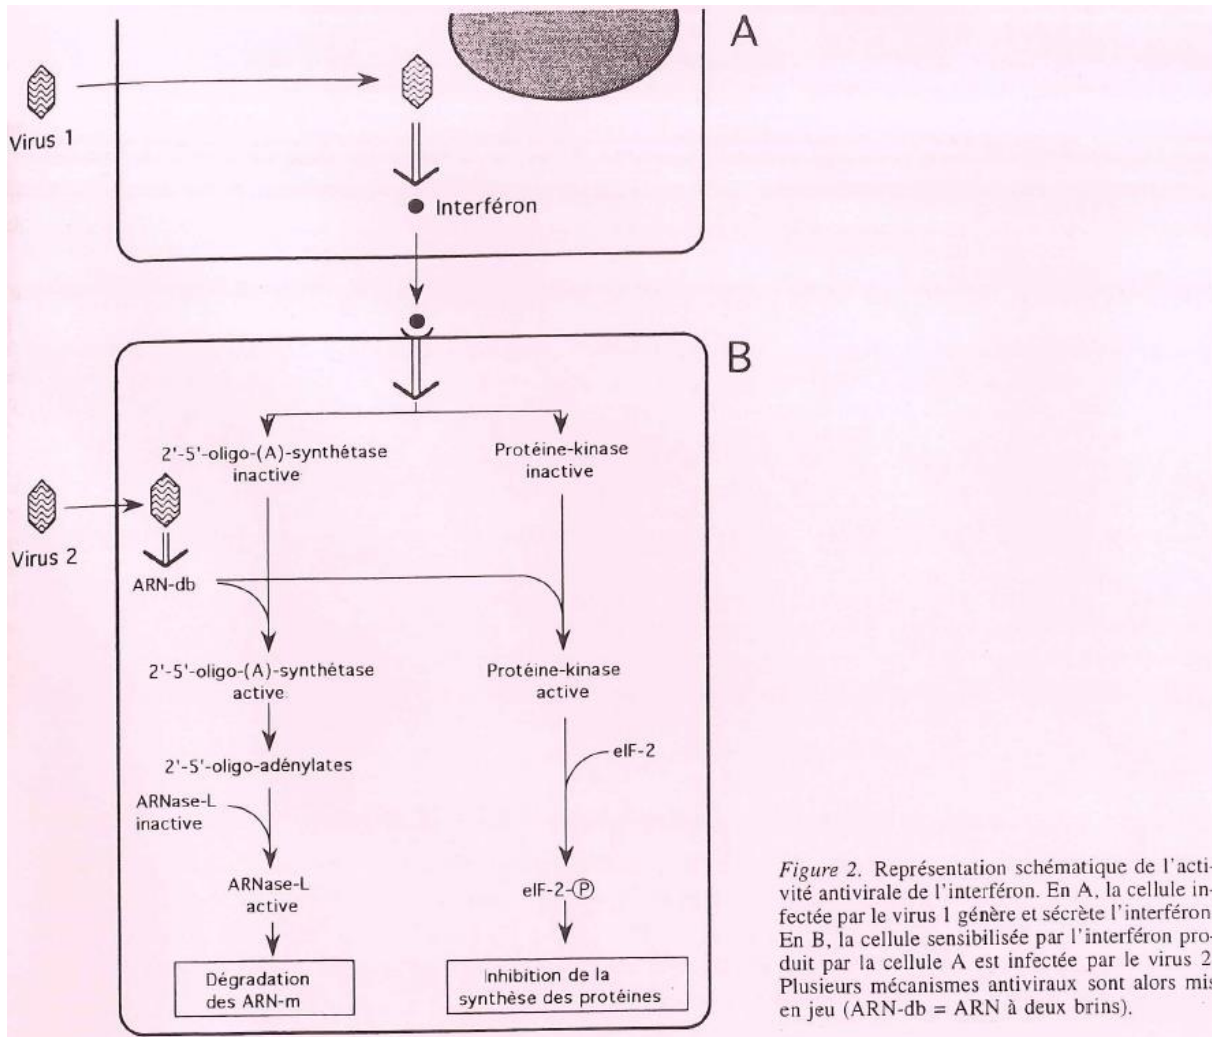 A
Virus 1
Interféron
B
2'-5'-oligo-(A)-synthétase
inactive
Protéine-kinase
inactive
Virus 2
ARN-db
2'-5'-oligo-(A)-synthétase
active
Protéine-kinase
active
eIF-2
2'-5'-oligo-adénylates
ARNase-L
inactive
ARNase-L
active
eIF-2-P
Dégradation
des ARN-m
Inhibition de la
synthèse des protéines
Figure 2. Représentation schématique de l'acti-
vité antivirale de l'interféron. En A, la cellule in-
fectée par le virus 1 génère et sécrète l'interféron
En B, la cellule sensibilisée par l'interféron pro-
duit par la cellule A est infectée par le virus 2
Plusieurs mécanismes antiviraux sont alors mis
en jeu (ARN-db = ARN à deux brins).